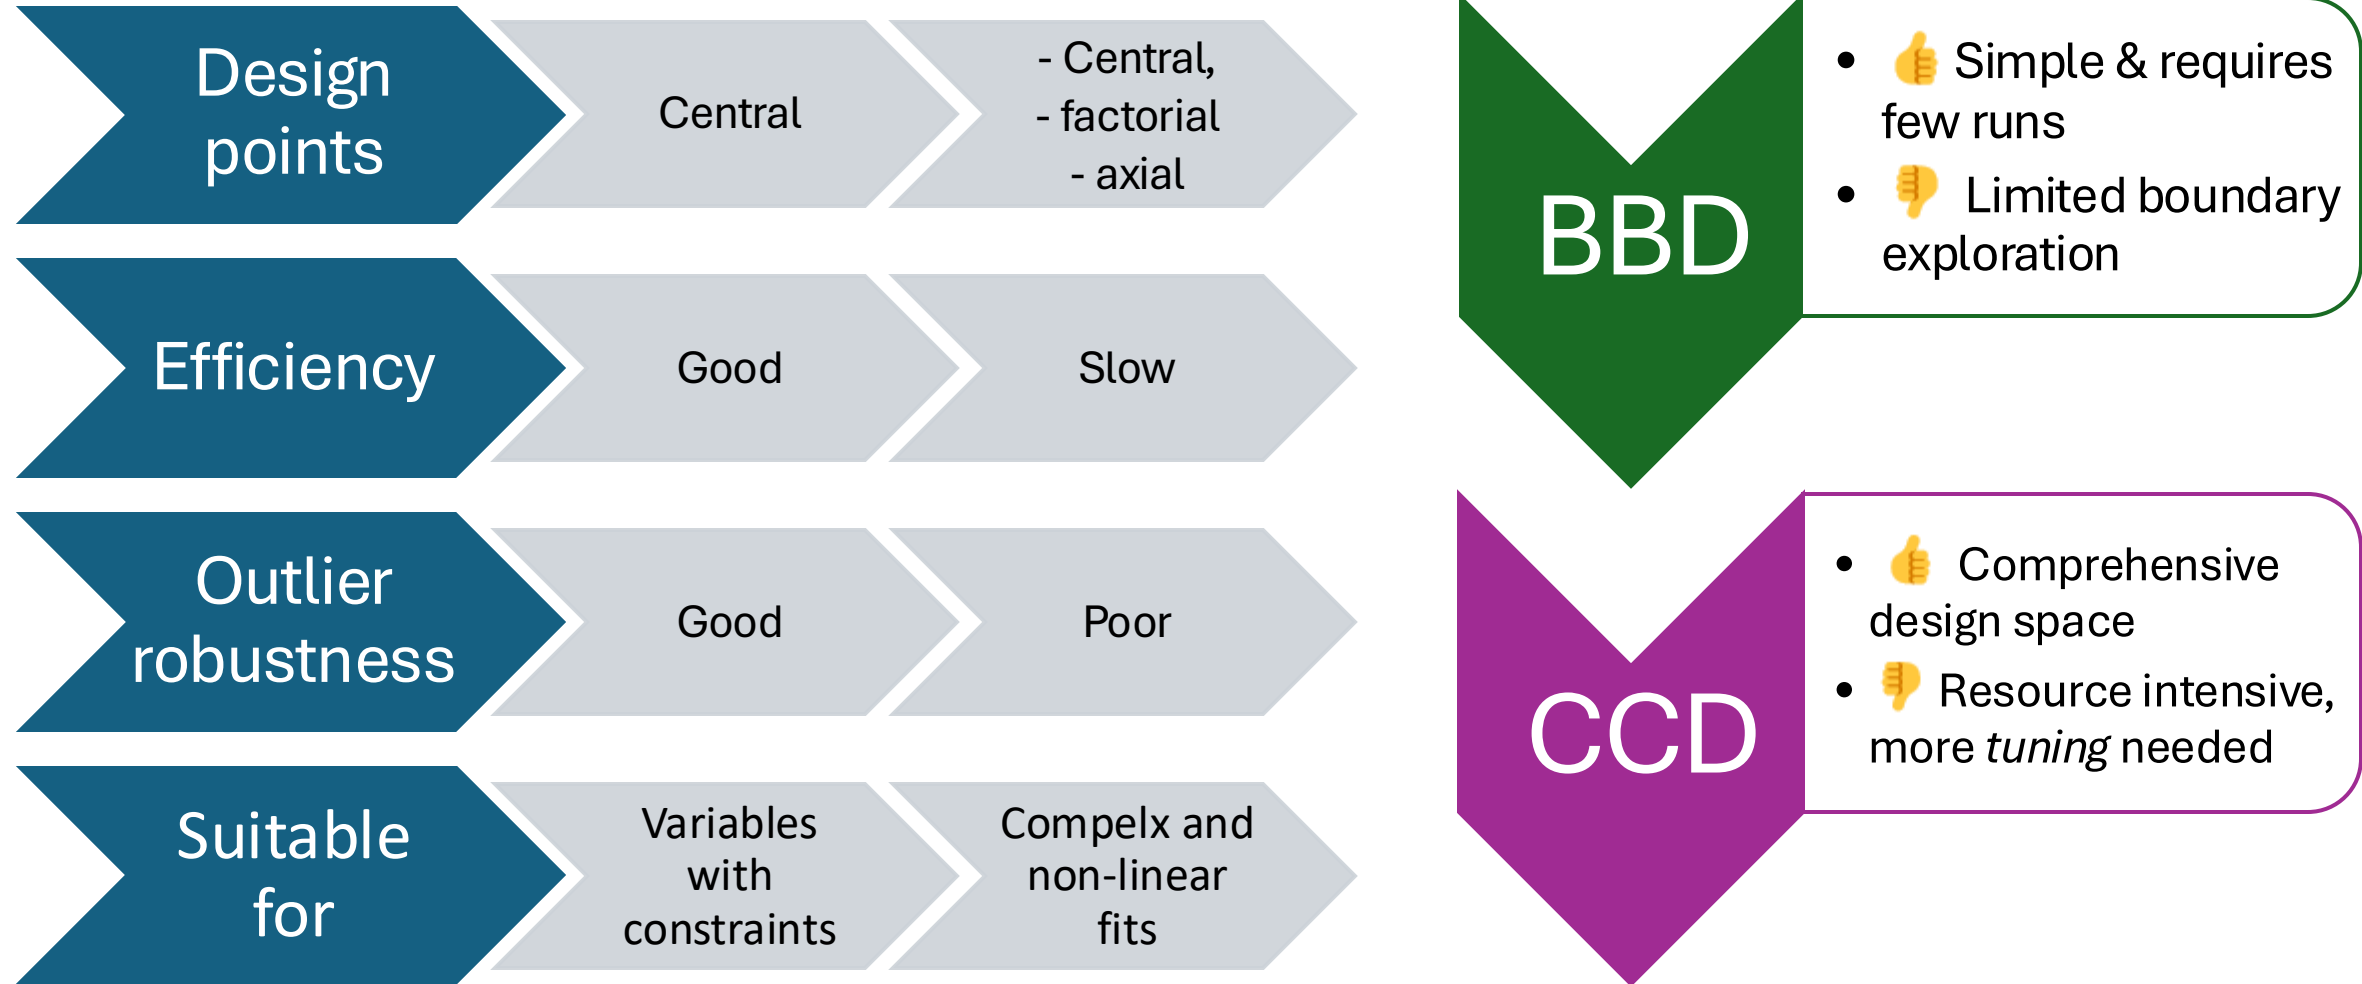 Design
points
Central
- Central,
- factorial
- axial
Efficiency
Good
Slow
Outlier
robustness
Good
Poor
Suitable
for
Variables
with
constraints
Compelx and
non-linear
fits
BBD
• 👍 Simple & requires
few runs
• 👎 Limited boundary
exploration
CCD
• 👍 Comprehensive
design space
• 👎 Resource intensive,
more tuning needed